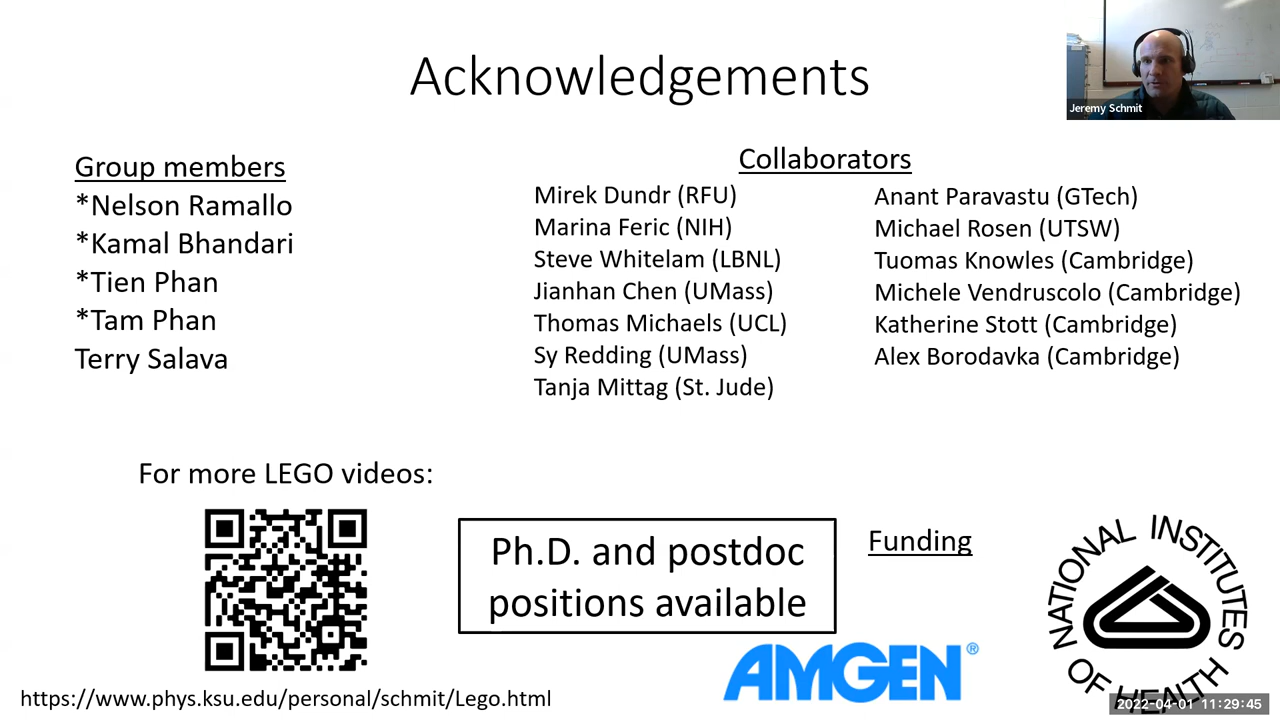 Acknowledgements
Jeremy Schmit
Group members
*Nelson Ramallo
*Kamal Bhandari
*Tien Phan
*Tam Phan
Terry Salava
Collaborators
Mirek Dundr (RFU)
Marina Feric (NIH)
Steve Whitelam (LBNL)
Jianhan Chen (UMass)
Thomas Michaels (UCL)
Sy Redding (UMass)
Tanja Mittag (St. Jude)
Anant Paravastu (GTech)
Michael Rosen (UTSW)
Tuomas Knowles (Cambridge)
Michele Vendruscolo (Cambridge)
Katherine Stott (Cambridge)
Alex Borodavka (Cambridge)
For more LEGO videos:
https://www.phys.ksu.edu/personal/schmit/Lego.html
Ph.D. and postdoc
positions available
Funding
AMGEN®
NATIONAL INSTITUTES
OF HEALTH
2022-04-01 11:29:45